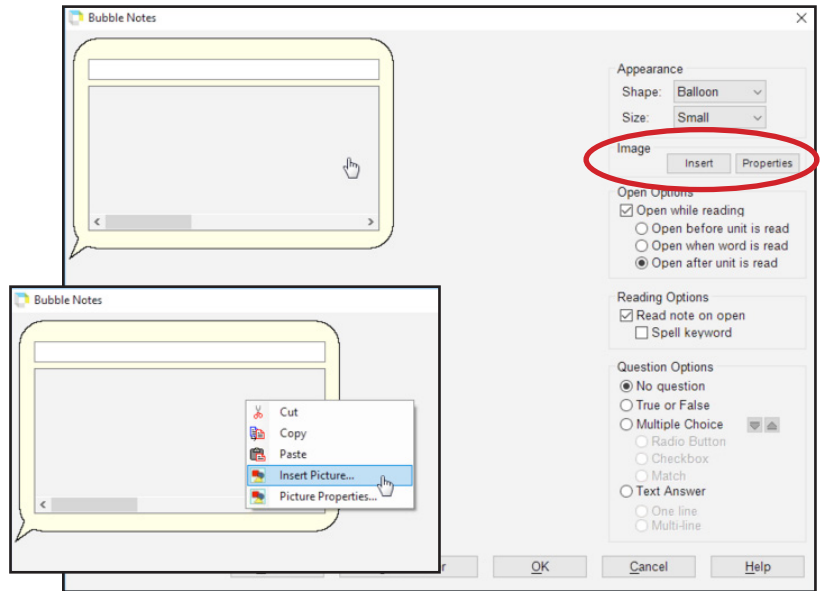 Bubble Notes
Appearance
Shape: Balloon
Size: Small
Image
Insert Properties
Open Options
Open while reading
Open before unit is read
Open when word is read
Open after unit is read
Reading Options
Read note on open
Spell keyword
Question Options
No question
True or False
Multiple Choice
Radio Button
Checkbox
Match
Text Answer
One line
Multi-line
OK Cancel Help
Bubble Notes
Cut
Copy
Paste
Insert Picture...
Picture Properties...